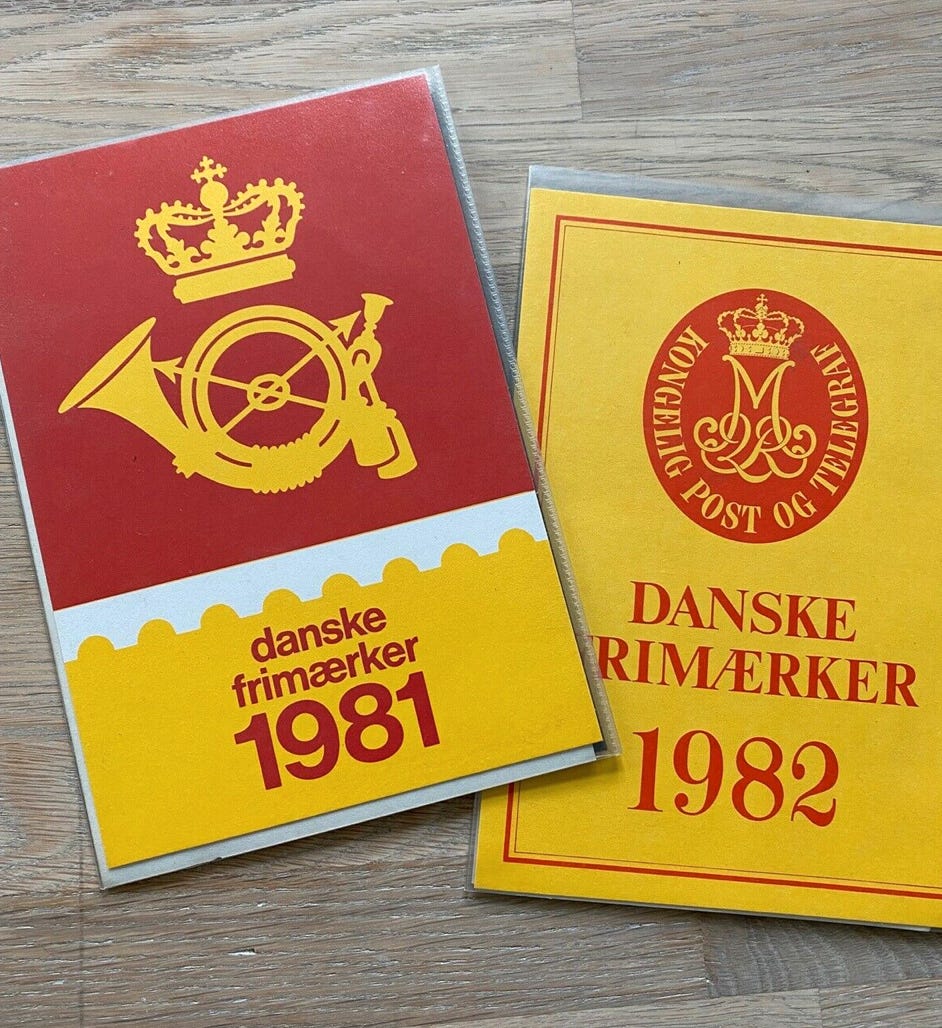 danske
frimærker
1981
KONGELIG POST OG TELEGRAF
DANSKE
FRIMÆRKER
1982